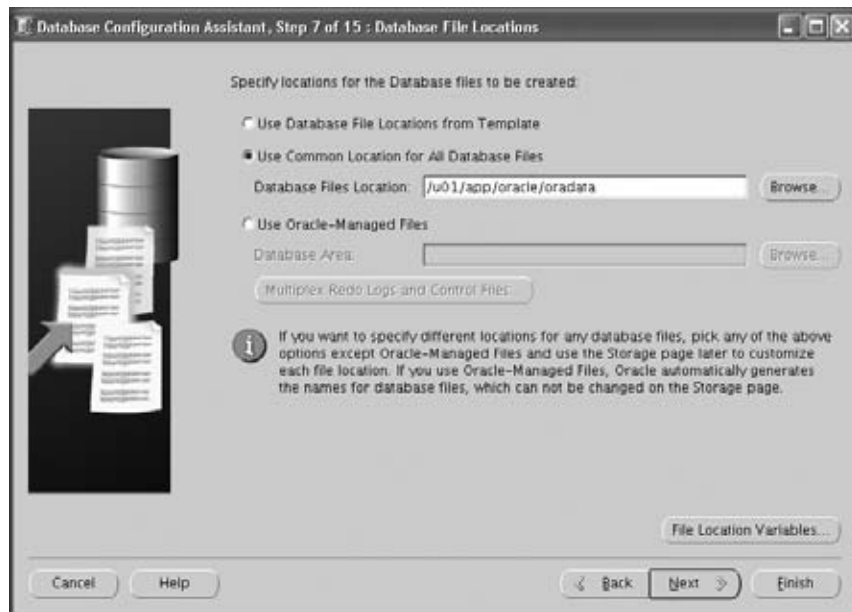 Database Configuration Assistant, Step 7 of 15 : Database File Locations
Specify locations for the Database files to be created:
Use Database File Locations from Template
Use Common Location for All Database Files
Database Files Location: /u01/app/oracle/oradata Browse...
Use Oracle-Managed Files
Database Area: Browse...
Multiplex Redo Logs and Control Files...
If you want to specify different locations for any database files, pick any of the above
options except Oracle-Managed Files and use the Storage page later to customize
each file location. If you use Oracle-Managed Files, Oracle automatically generates
the names for database files, which can not be changed on the Storage page.
File Location Variables...
Cancel Help Back Next Finish